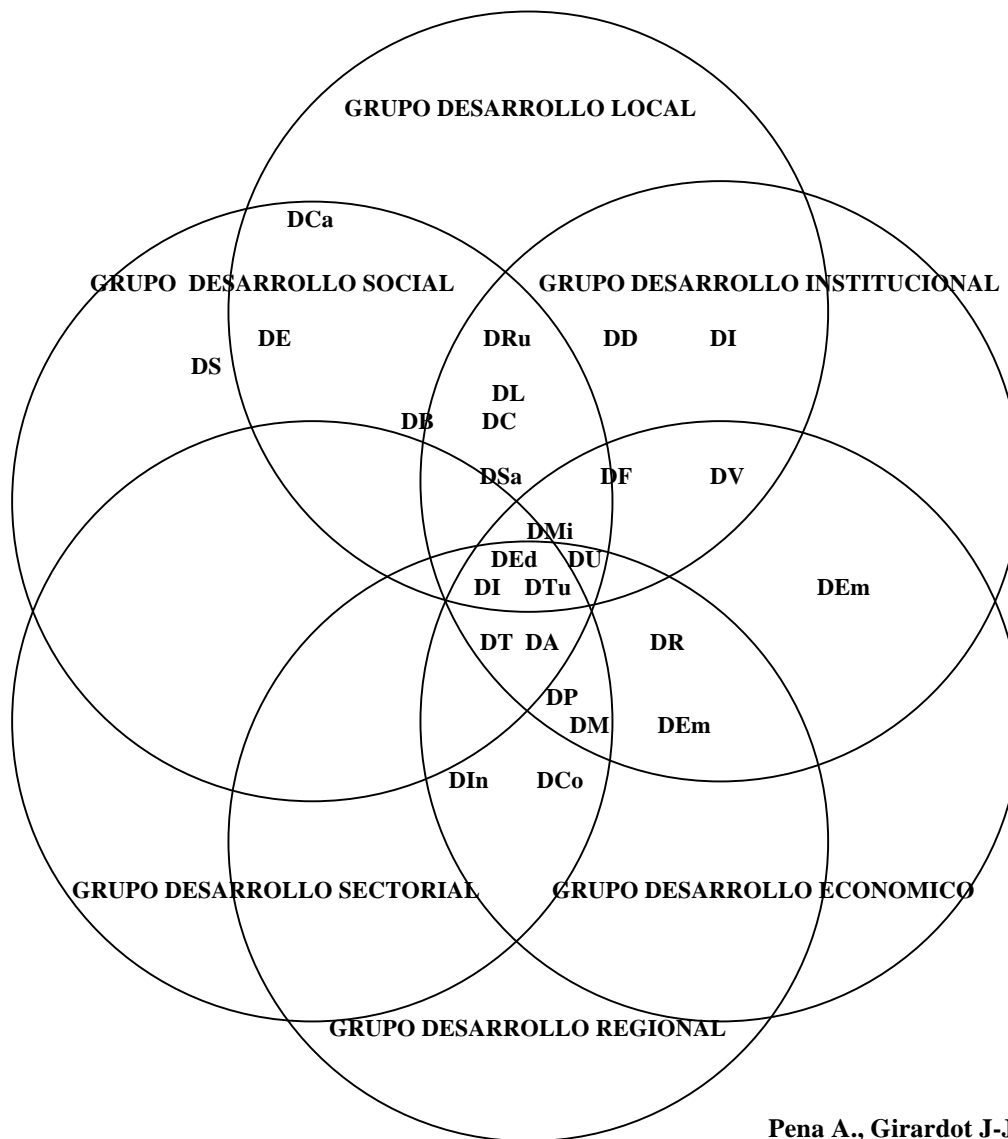 GRUPO DESARROLLO LOCAL
DCa
GRUPO DESARROLLO SOCIAL
GRUPO DESARROLLO INSTITUCIONAL
DE DRu DD DI
DS
DL
DB DC
DSa DF DV
DMi
DEd DU
DI DTu DEm
DT DA DR
DP
DM DEm
DIn DCo
GRUPO DESARROLLO SECTORIAL
GRUPO DESARROLLO ECONOMICO
GRUPO DESARROLLO REGIONAL
Pena A., Girardot J-J